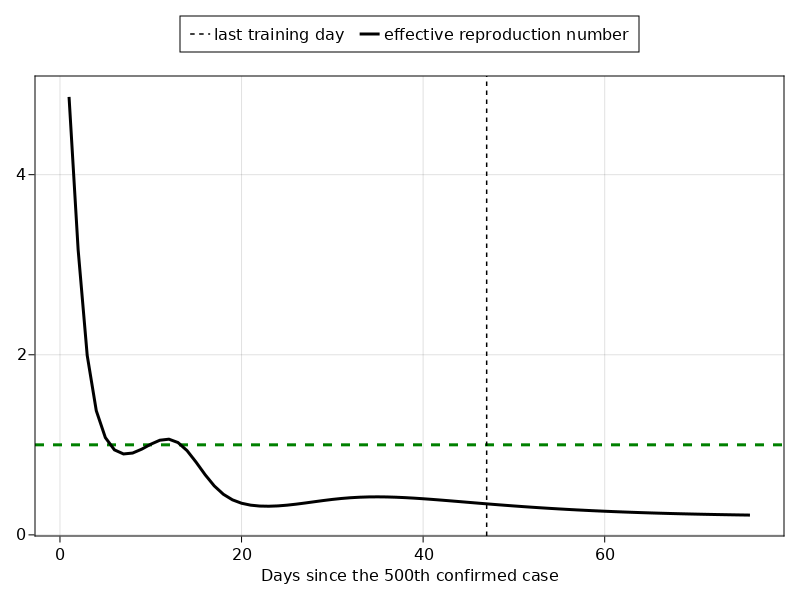 last training day effective reproduction number
4
2
0
0 20 40 60
Days since the 500th confirmed case